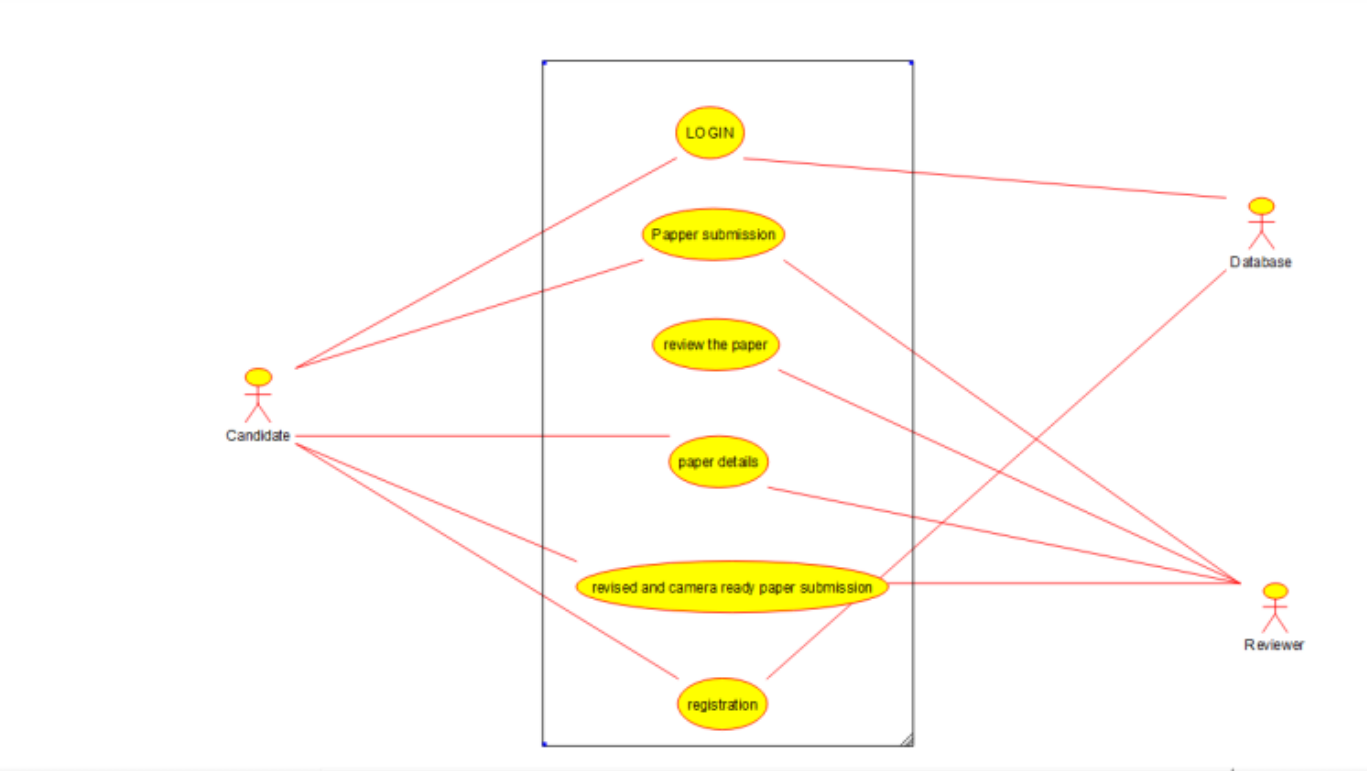 LOGIN
Papper submission
Database
review the paper
Candidate
paper details
revised and camera ready paper submission
Reviewer
registration